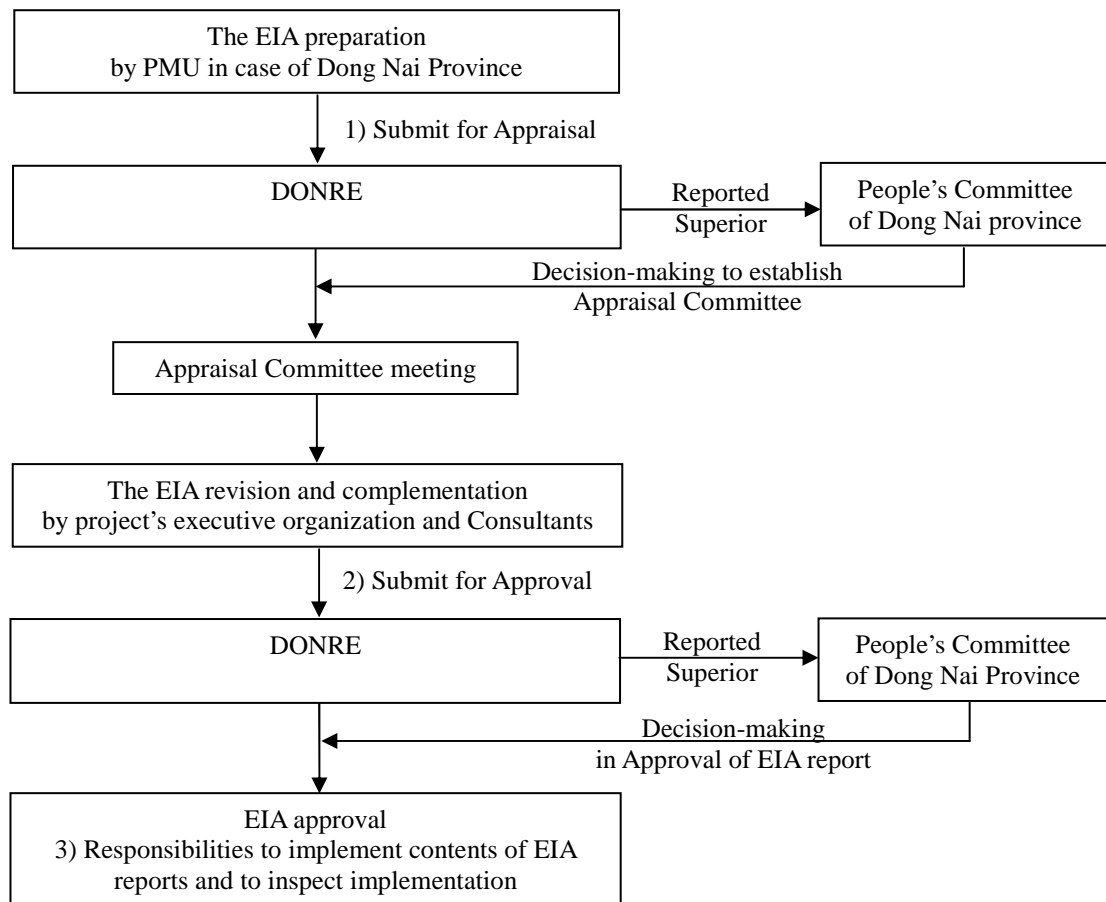 The EIA preparation
by PMU in case of Dong Nai Province
1) Submit for Appraisal
DONRE
Reported
Superior
People’s Committee
of Dong Nai province
Decision-making to establish
Appraisal Committee
Appraisal Committee meeting
The EIA revision and complementation
by project’s executive organization and Consultants
2) Submit for Approval
DONRE
Reported
Superior
People’s Committee
of Dong Nai Province
Decision-making
in Approval of EIA report
EIA approval
3) Responsibilities to implement contents of EIA
reports and to inspect implementation